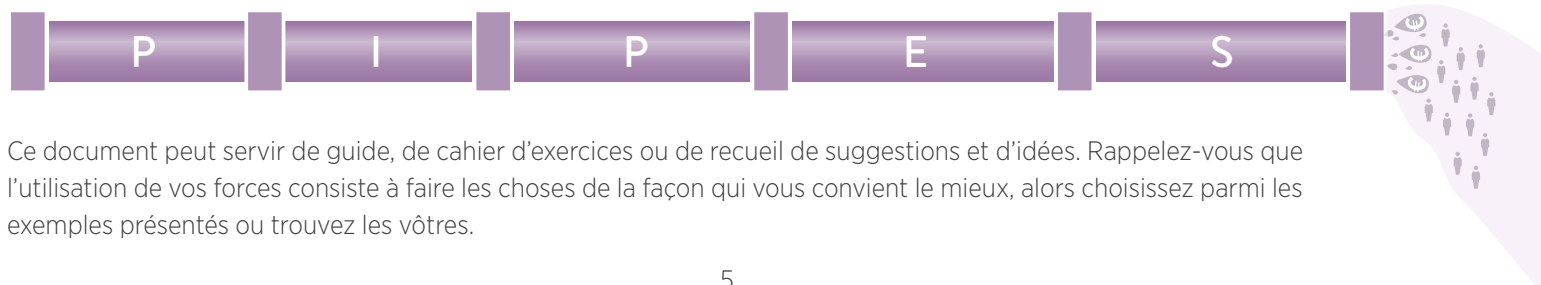 P I P P E S
Ce document peut servir de guide, de cahier d’exercices ou de recueil de suggestions et d’idées. Rappelez-vous que
l’utilisation de vos forces consiste à faire les choses de la façon qui vous convient le mieux, alors choisissez parmi les
exemples présentés ou trouvez les vôtres.
5